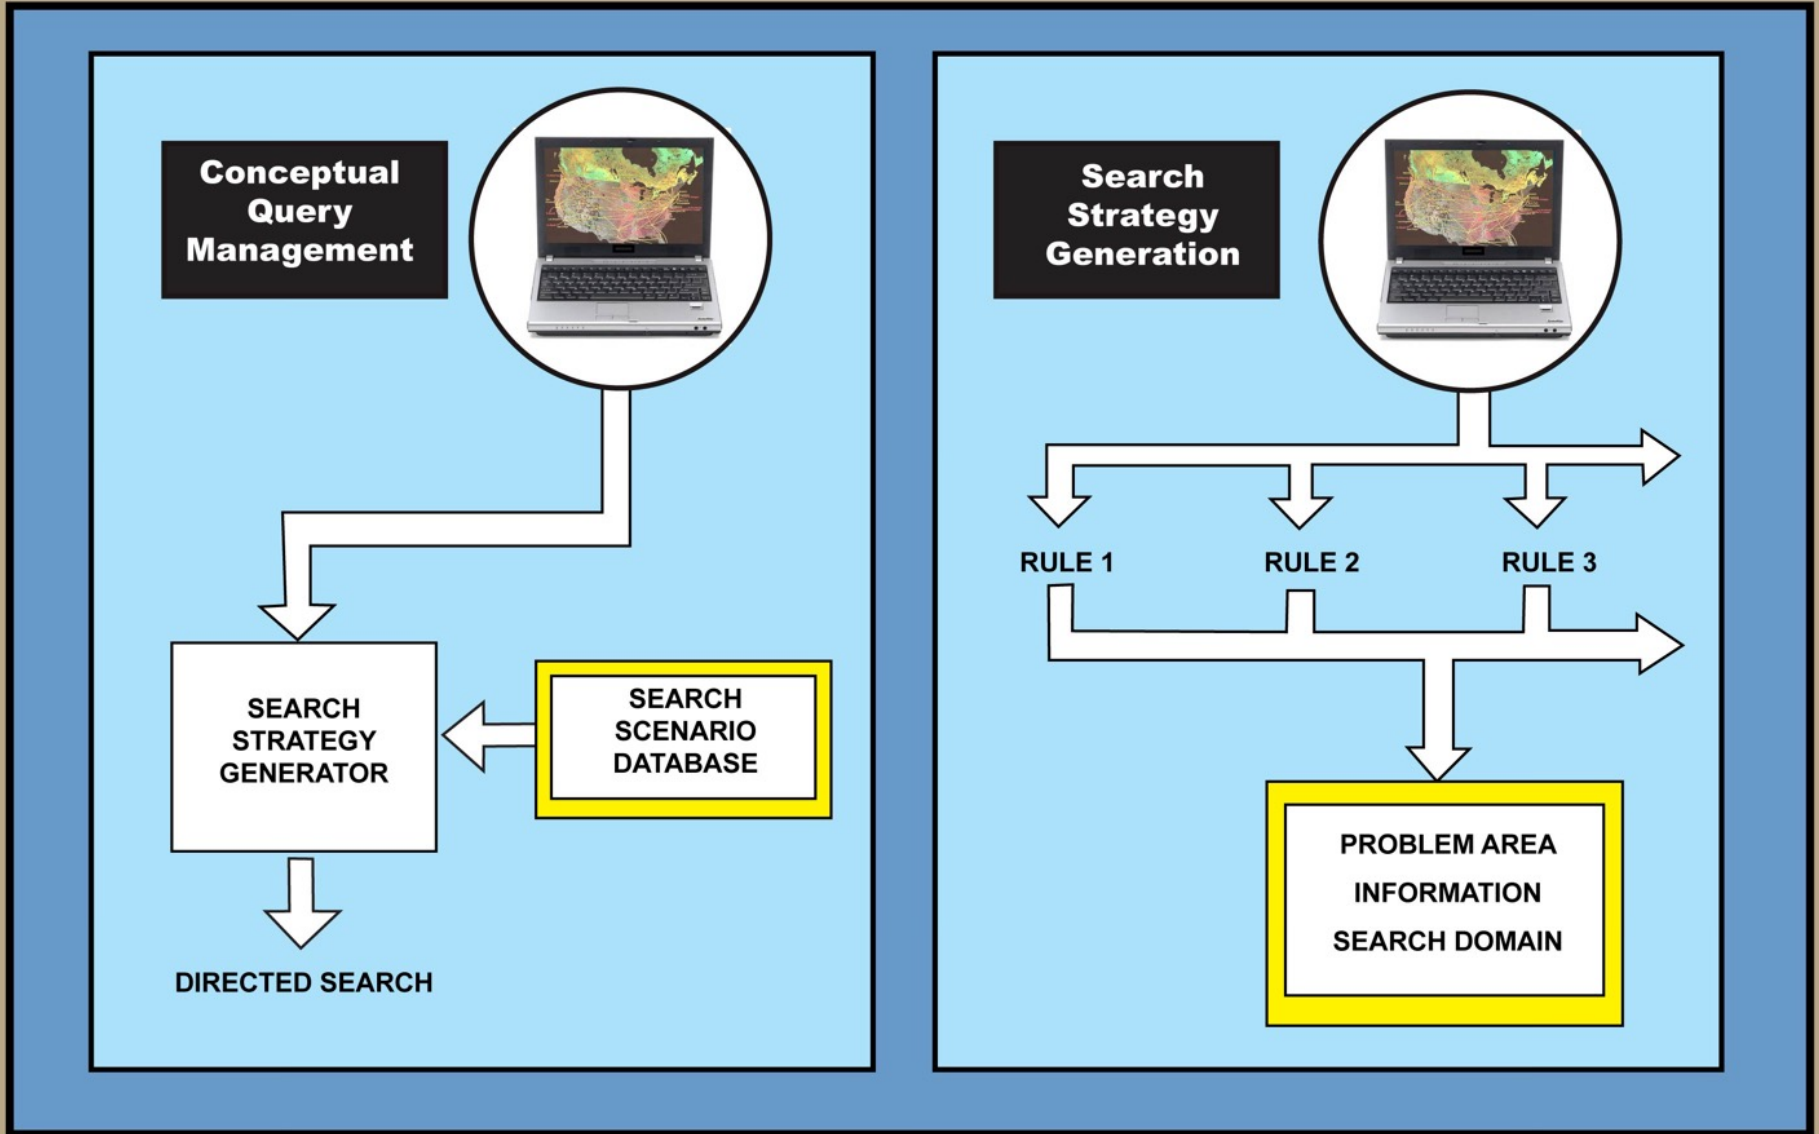 Conceptual
Query
Management
SEARCH
STRATEGY
GENERATOR
SEARCH
SCENARIO
DATABASE
DIRECTED SEARCH
Search
Strategy
Generation
RULE 1
RULE 2
RULE 3
PROBLEM AREA
INFORMATION
SEARCH DOMAIN